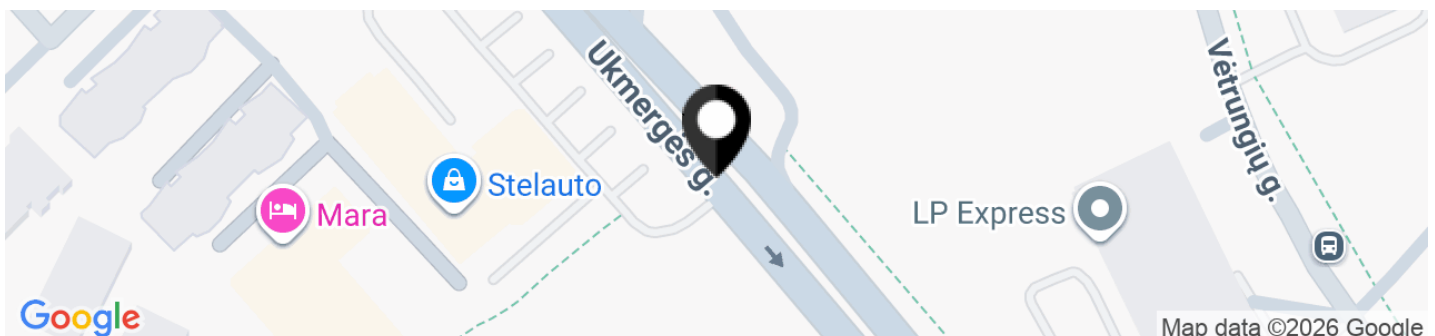 Ukmergės g.
Vėtrungių g.
Stelauto
Mara
LP Express
Google
Map data ©2026 Google